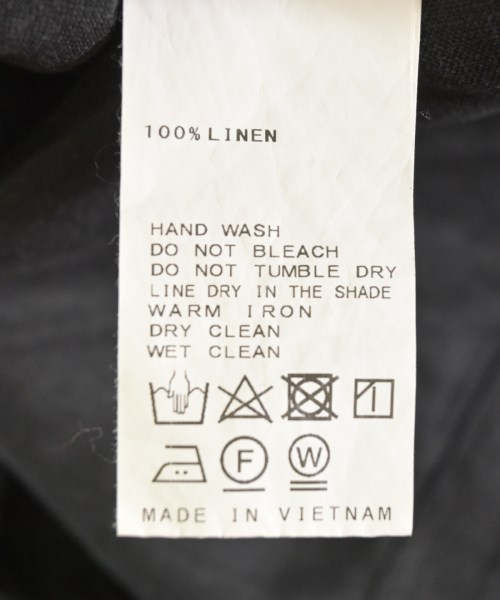 100% LINEN
HAND WASH
DO NOT BLEACH
DO NOT TUMBLE DRY
LINE DRY IN THE SHADE
WARM IRON
DRY CLEAN
WET CLEAN
F W
MADE IN VIETNAM